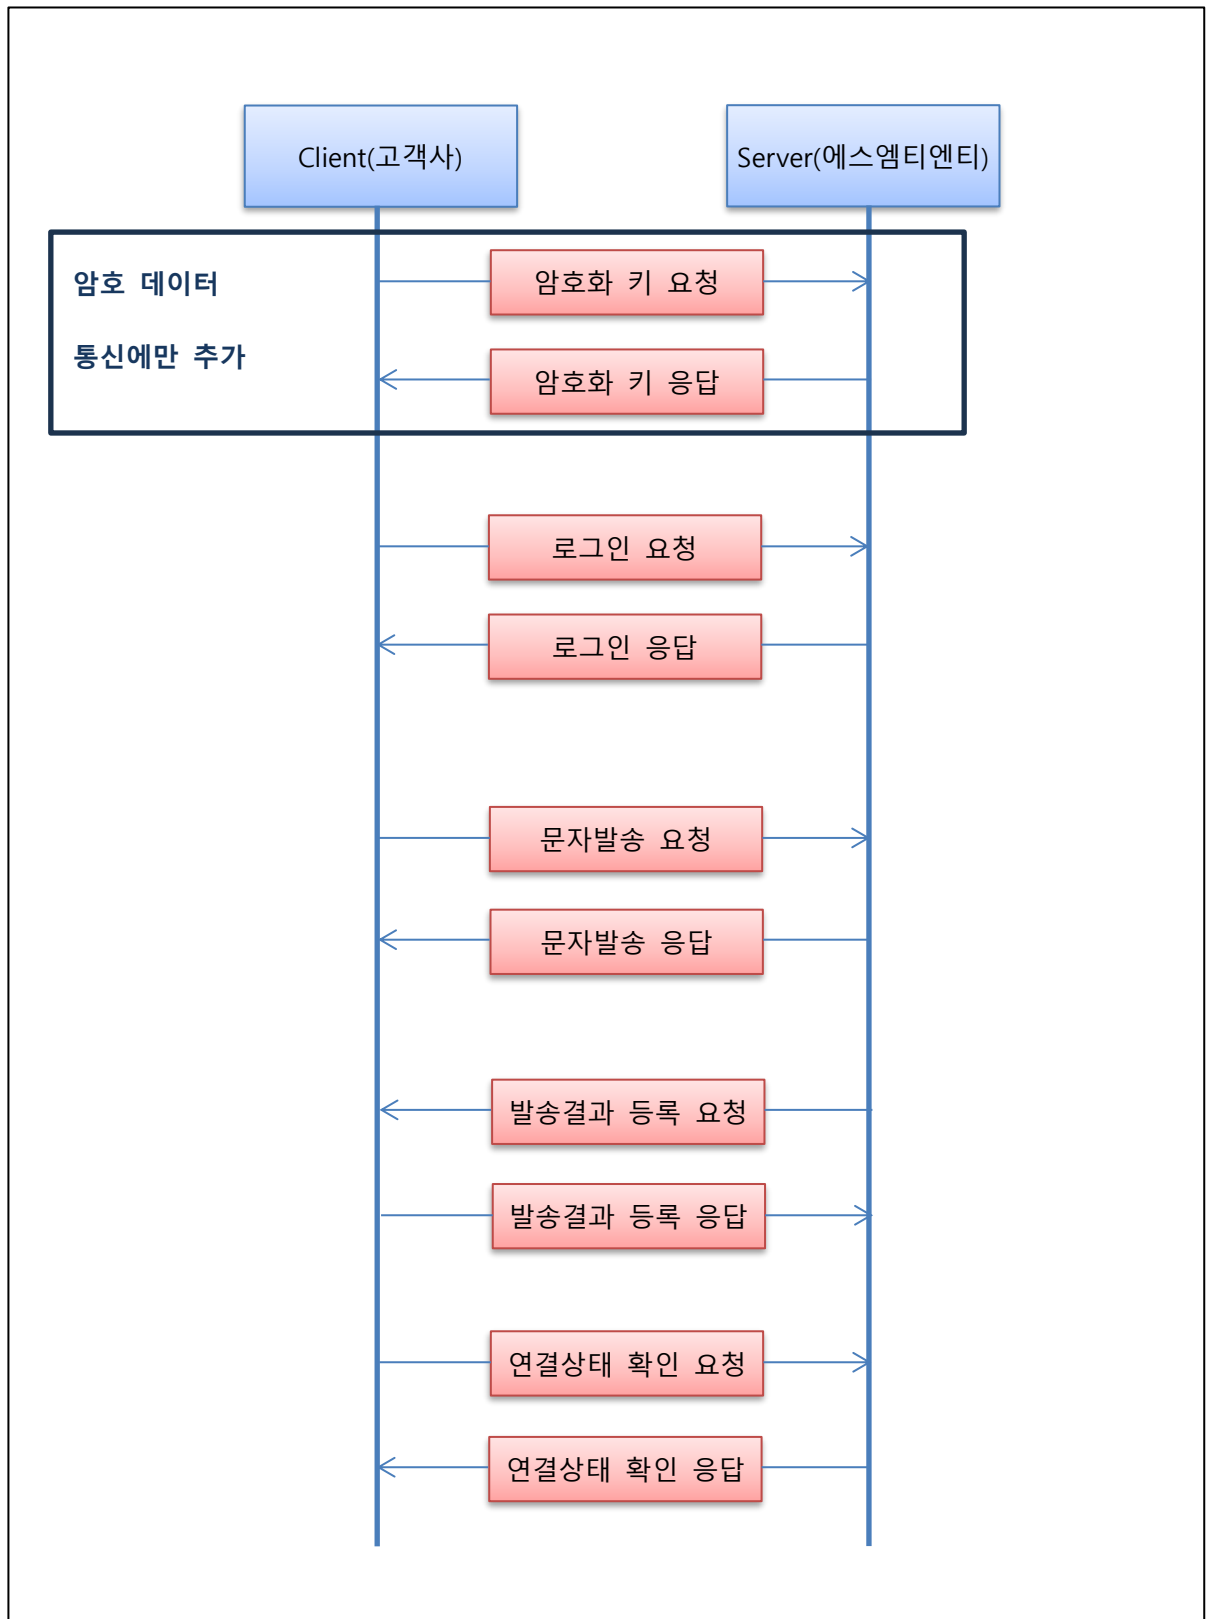 Client(고객사)
Server(에스엠티엔티)
암호 데이터
통신에만 추가
암호화 키 요청
암호화 키 응답
로그인 요청
로그인 응답
문자발송 요청
문자발송 응답
발송결과 등록 요청
발송결과 등록 응답
연결상태 확인 요청
연결상태 확인 응답